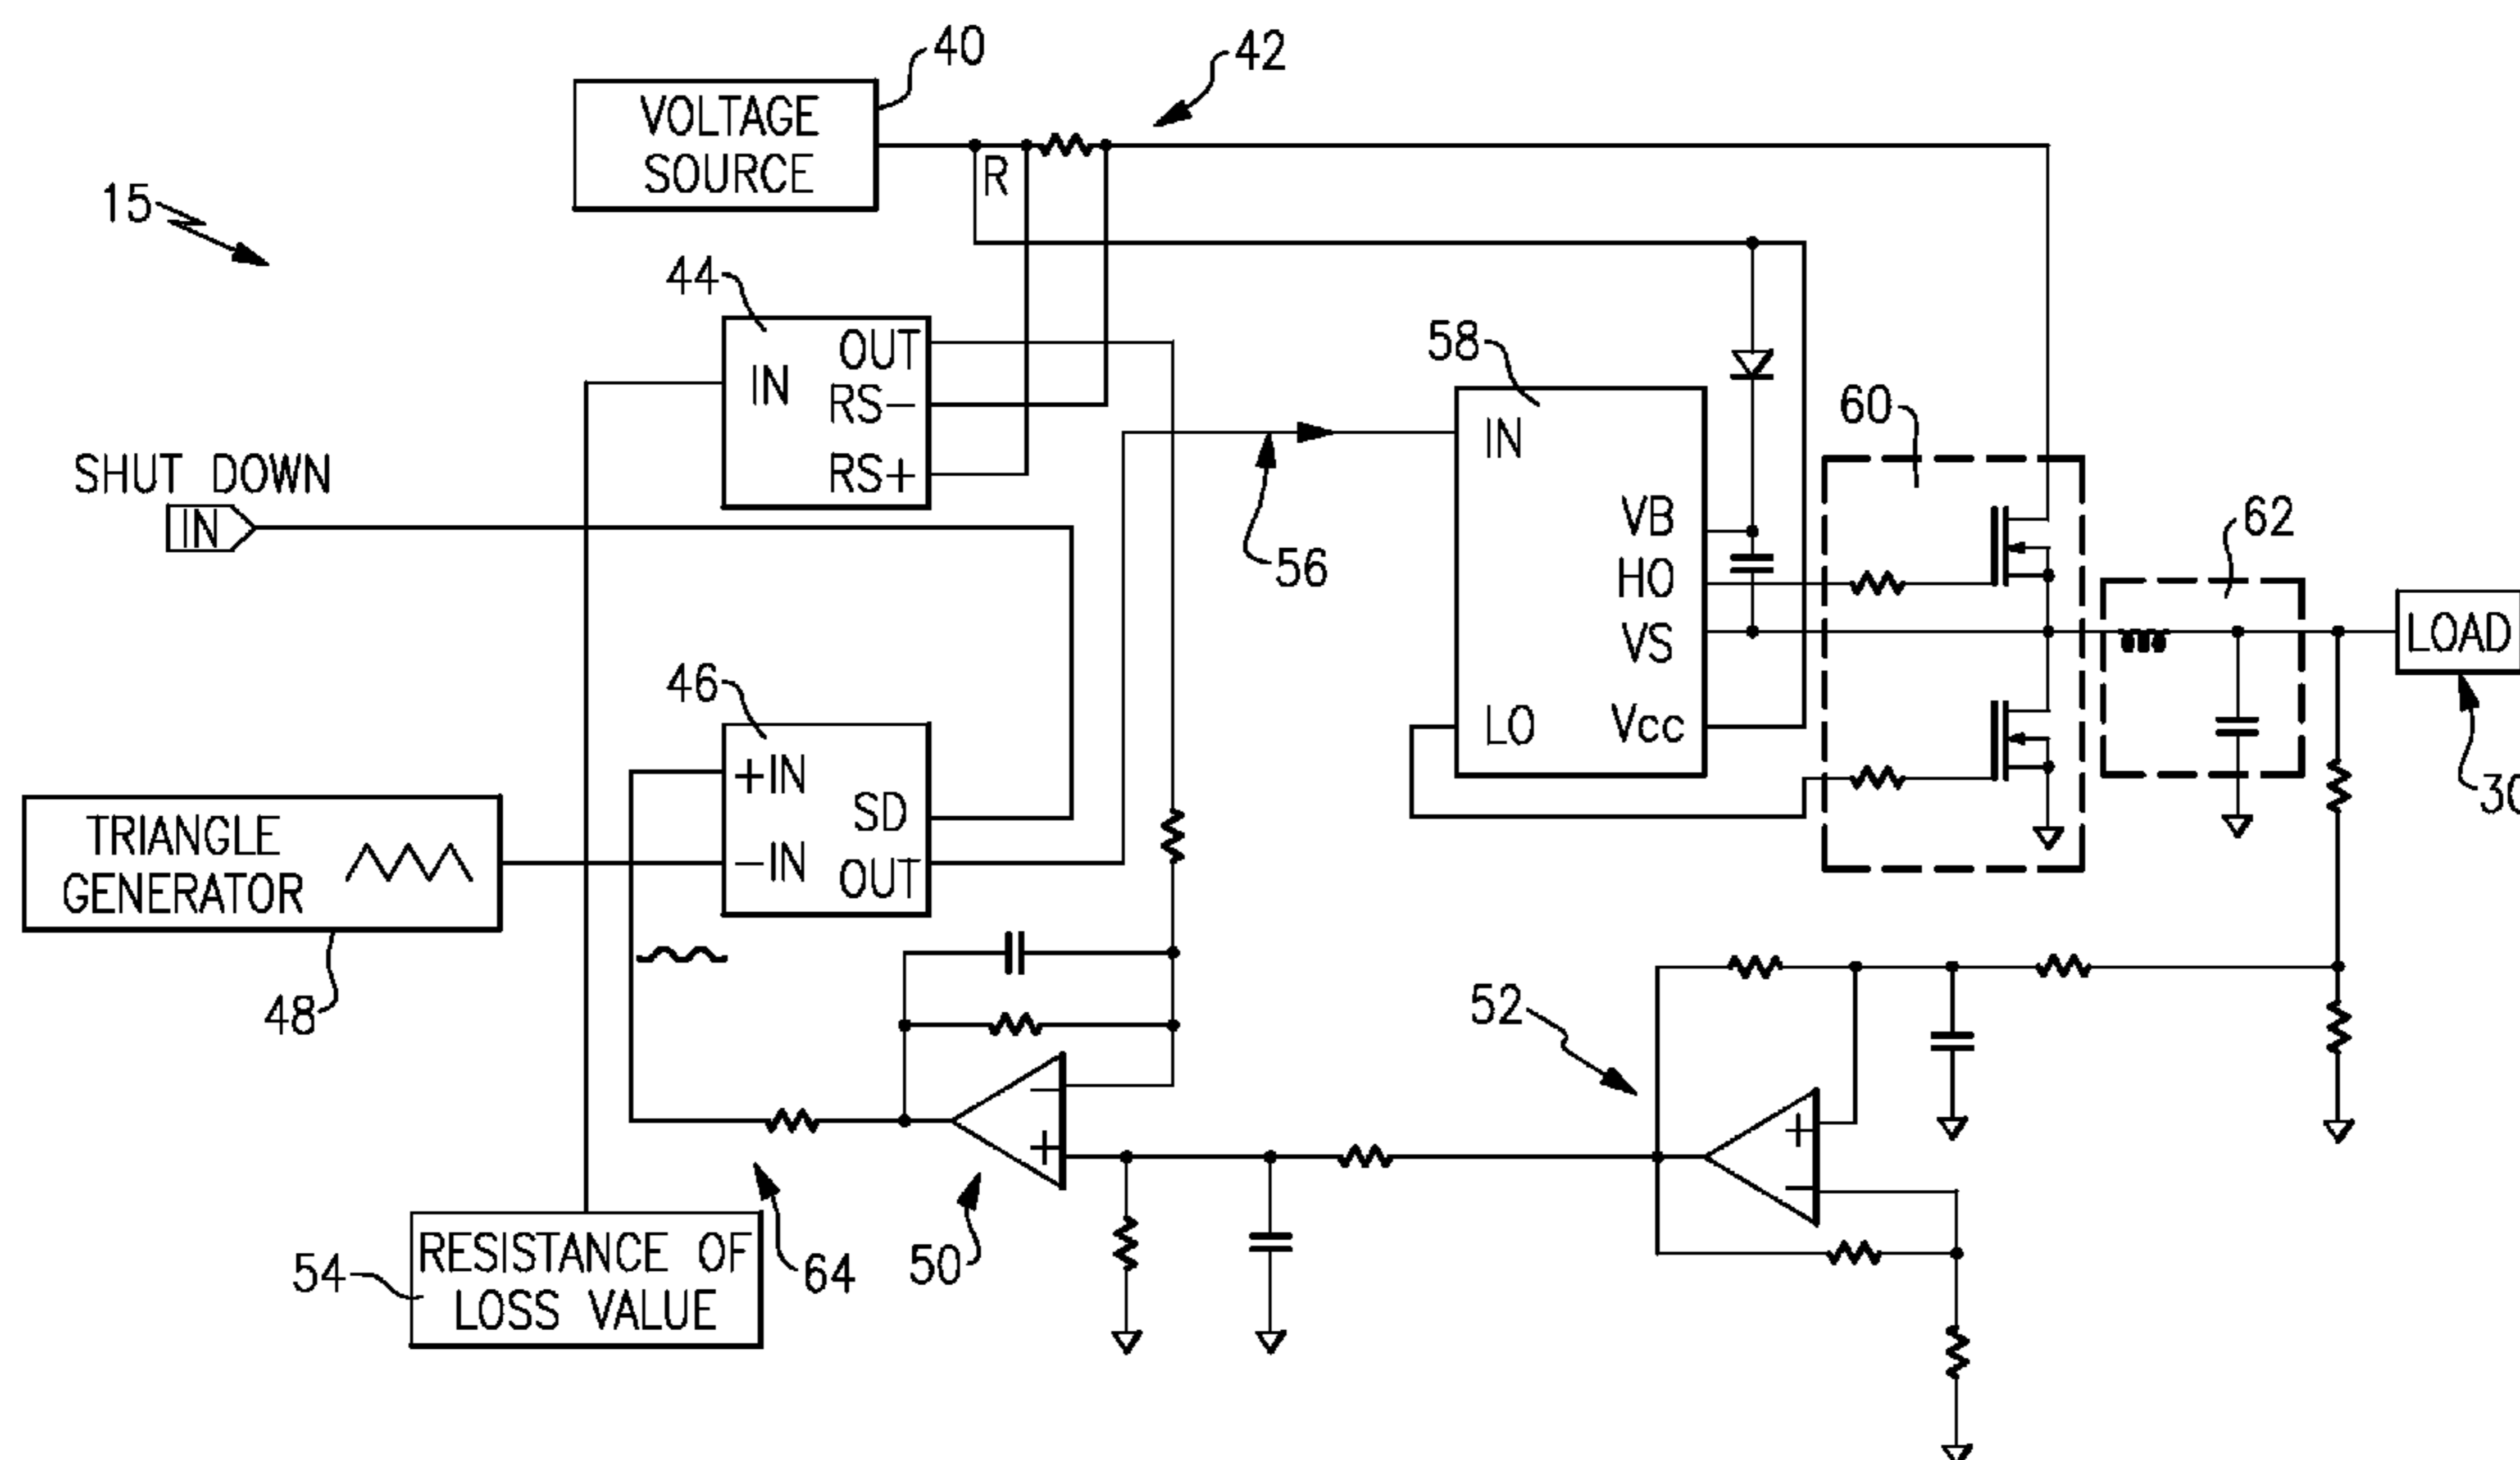 40
42
VOLTAGE
SOURCE
R
15
44
OUT
IN
RS−
RS+
58
IN
60
SHUT DOWN
IN
VB
62
56
HO
VS
LOAD
46
LO
Vcc
+IN
30
SD
TRIANGLE
GENERATOR
−IN
OUT
48
52
−
+
+
−
50
64
54
RESISTANCE OF
LOSS VALUE